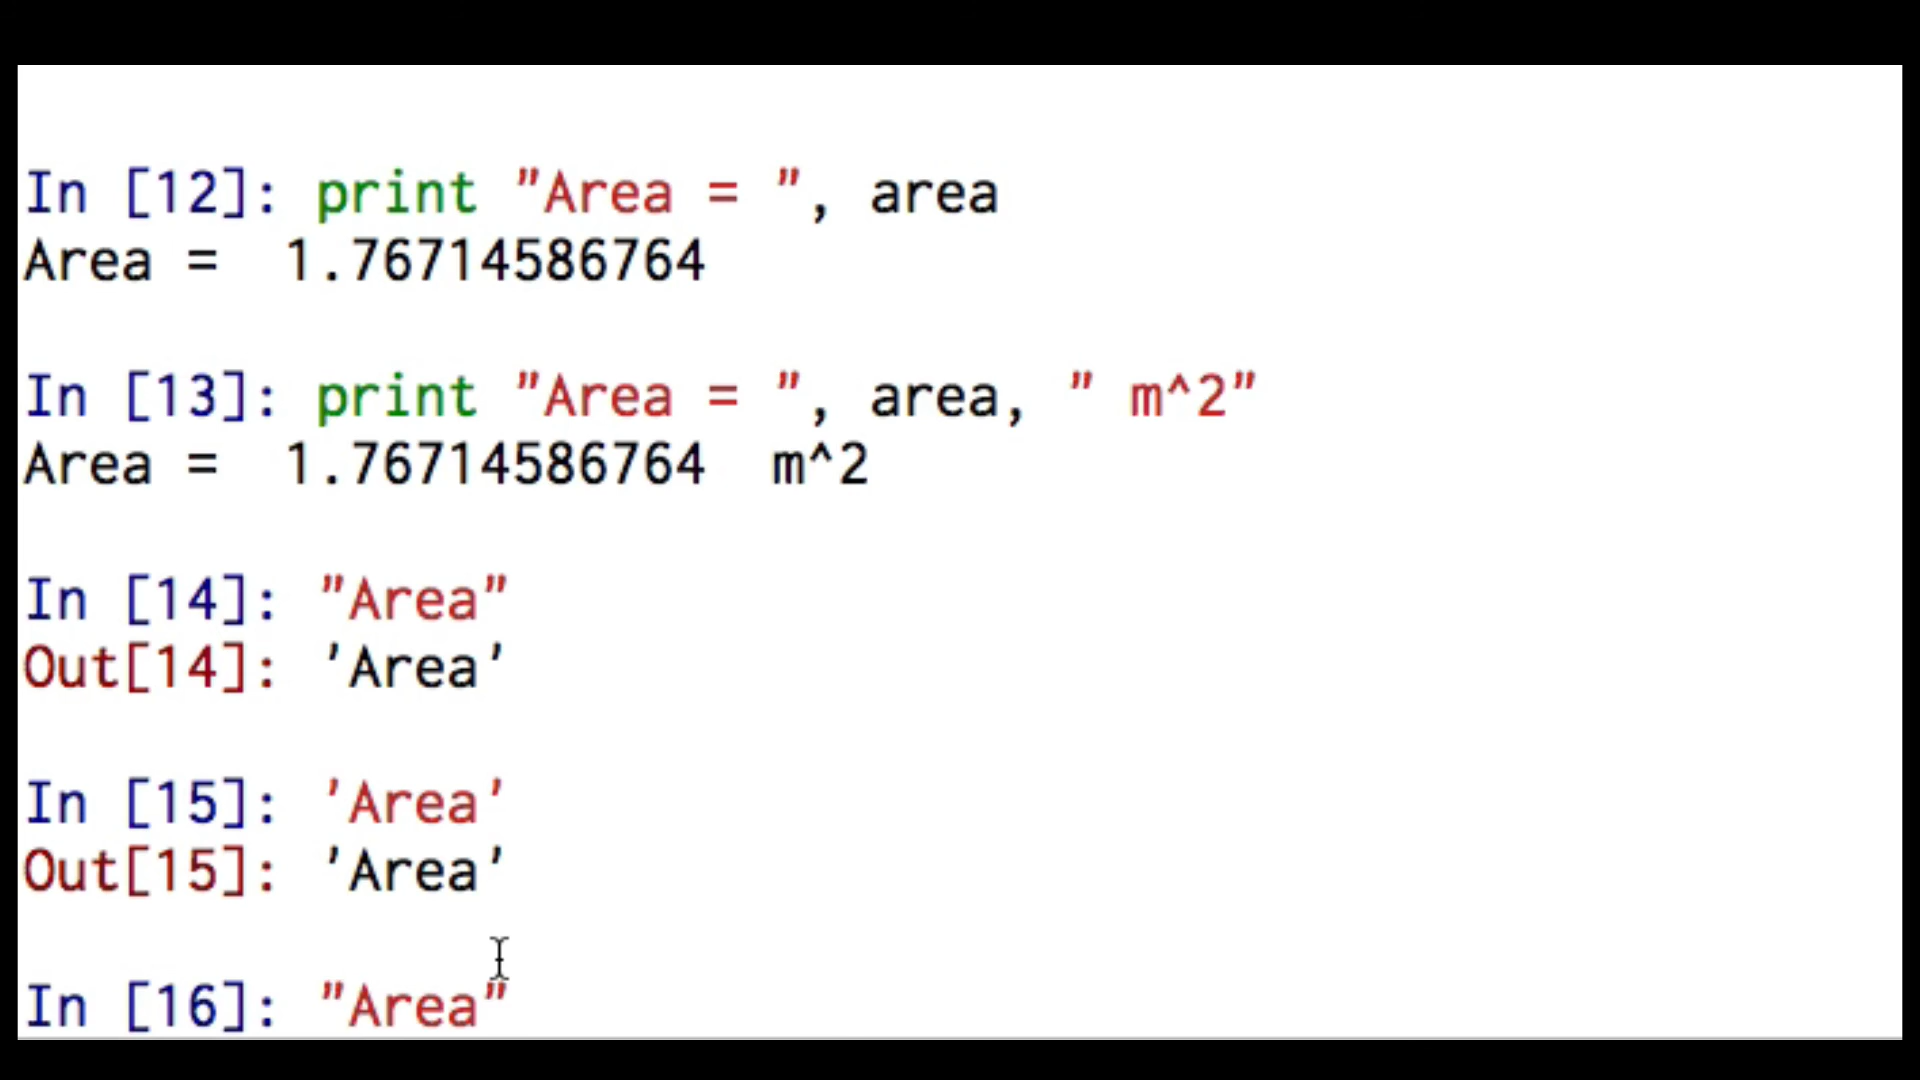 In [12]: print "Area = ", area
Area =  1.76714586764
In [13]: print "Area = ", area, " m^2"
Area =  1.76714586764  m^2
In [14]: "Area"
Out[14]: 'Area'
In [15]: 'Area'
Out[15]: 'Area'
In [16]: "Area"